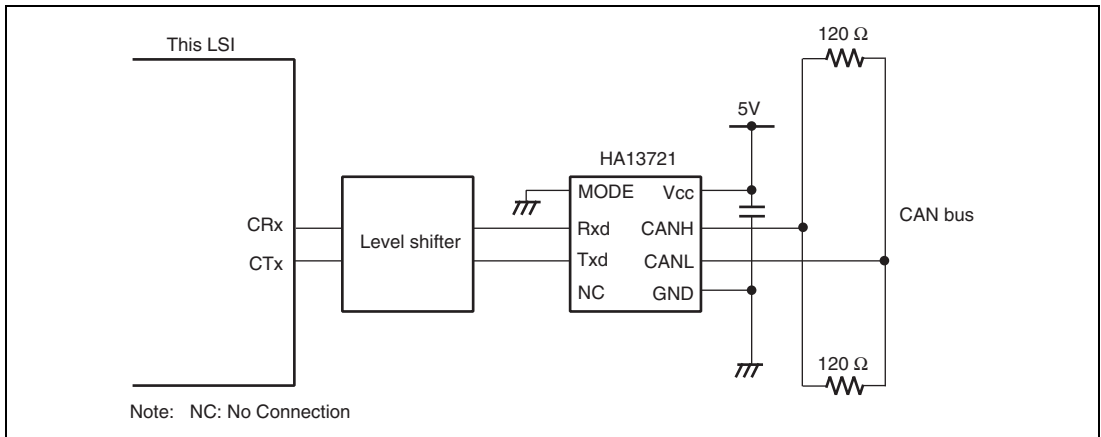 This LSI
CRx
CTx
Level shifter
HA13721
MODE
Rxd
Txd
NC
Vcc
CANH
CANL
GND
5V
120 Ω
CAN bus
120 Ω
Note: NC: No Connection